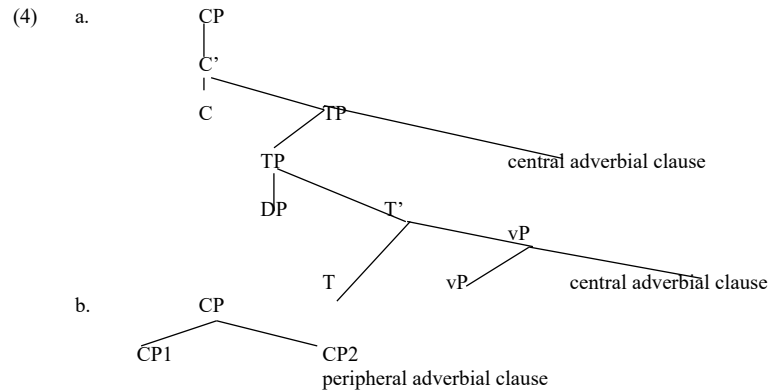 (4) a. CP
C’
C TP
TP central adverbial clause
DP T’
vP
T vP central adverbial clause
b. CP
CP1 CP2
peripheral adverbial clause